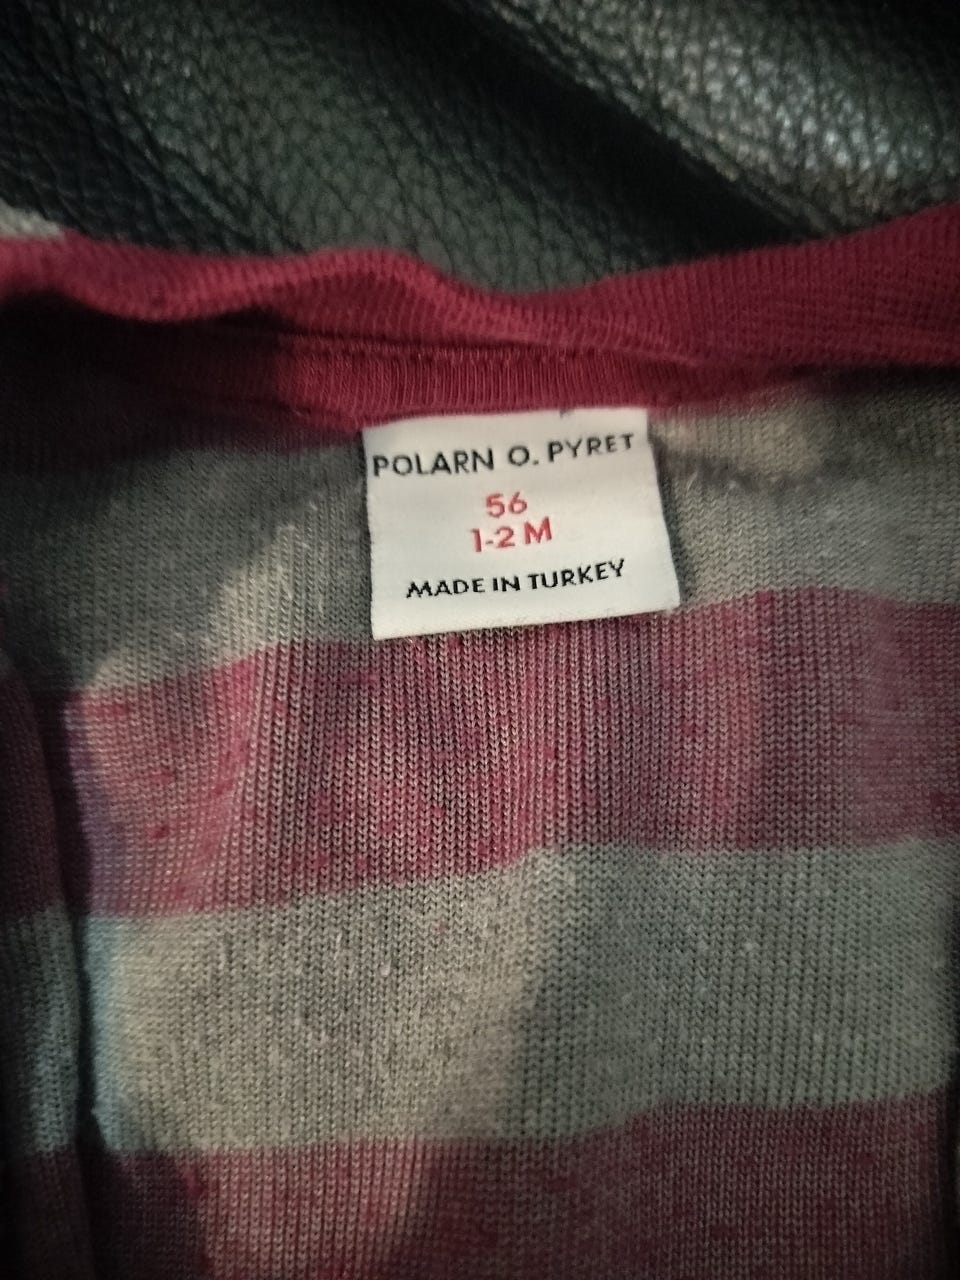 POLARN O. PYRET
56
1-2 M
MADE IN TURKEY